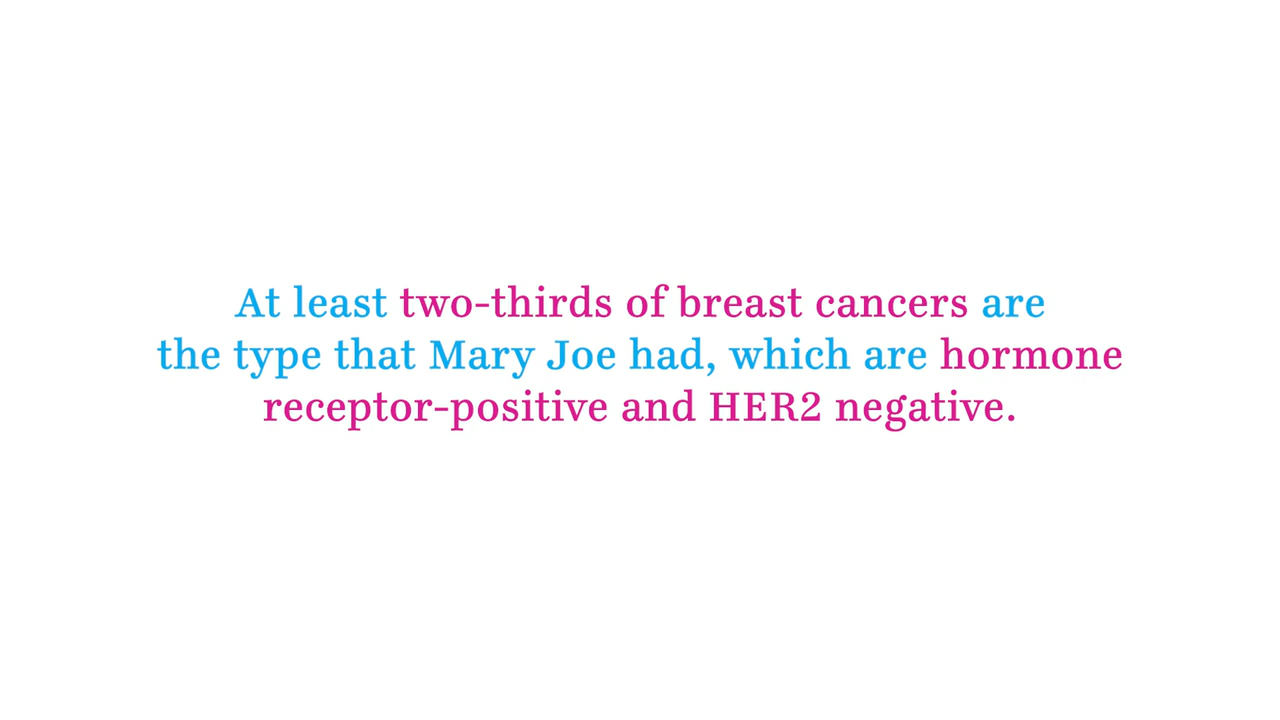 At least two-thirds of breast cancers are
the type that Mary Joe had, which are hormone
receptor-positive and HER2 negative.